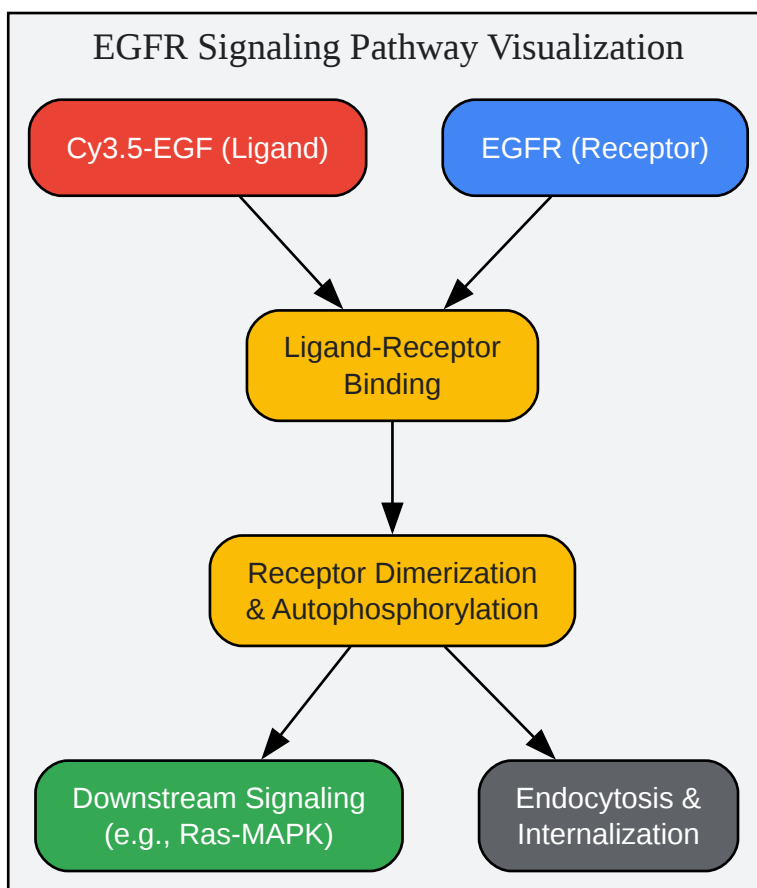 EGFR Signaling Pathway Visualization
Cy3.5-EGF (Ligand)
EGFR (Receptor)
Ligand-Receptor
Binding
Receptor Dimerization
& Autophosphorylation
Downstream Signaling
(e.g., Ras-MAPK)
Endocytosis &
Internalization